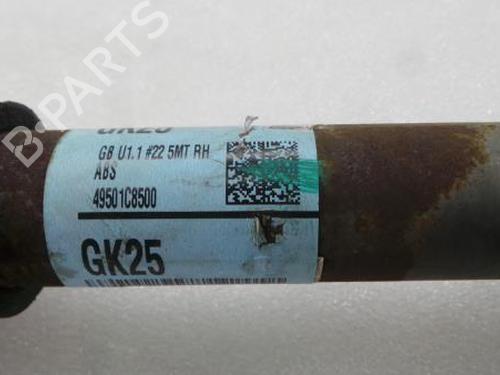 B-PARTS
GK25
GB U1.1 #22 5MT RH
ABS
49501C8500
GK25